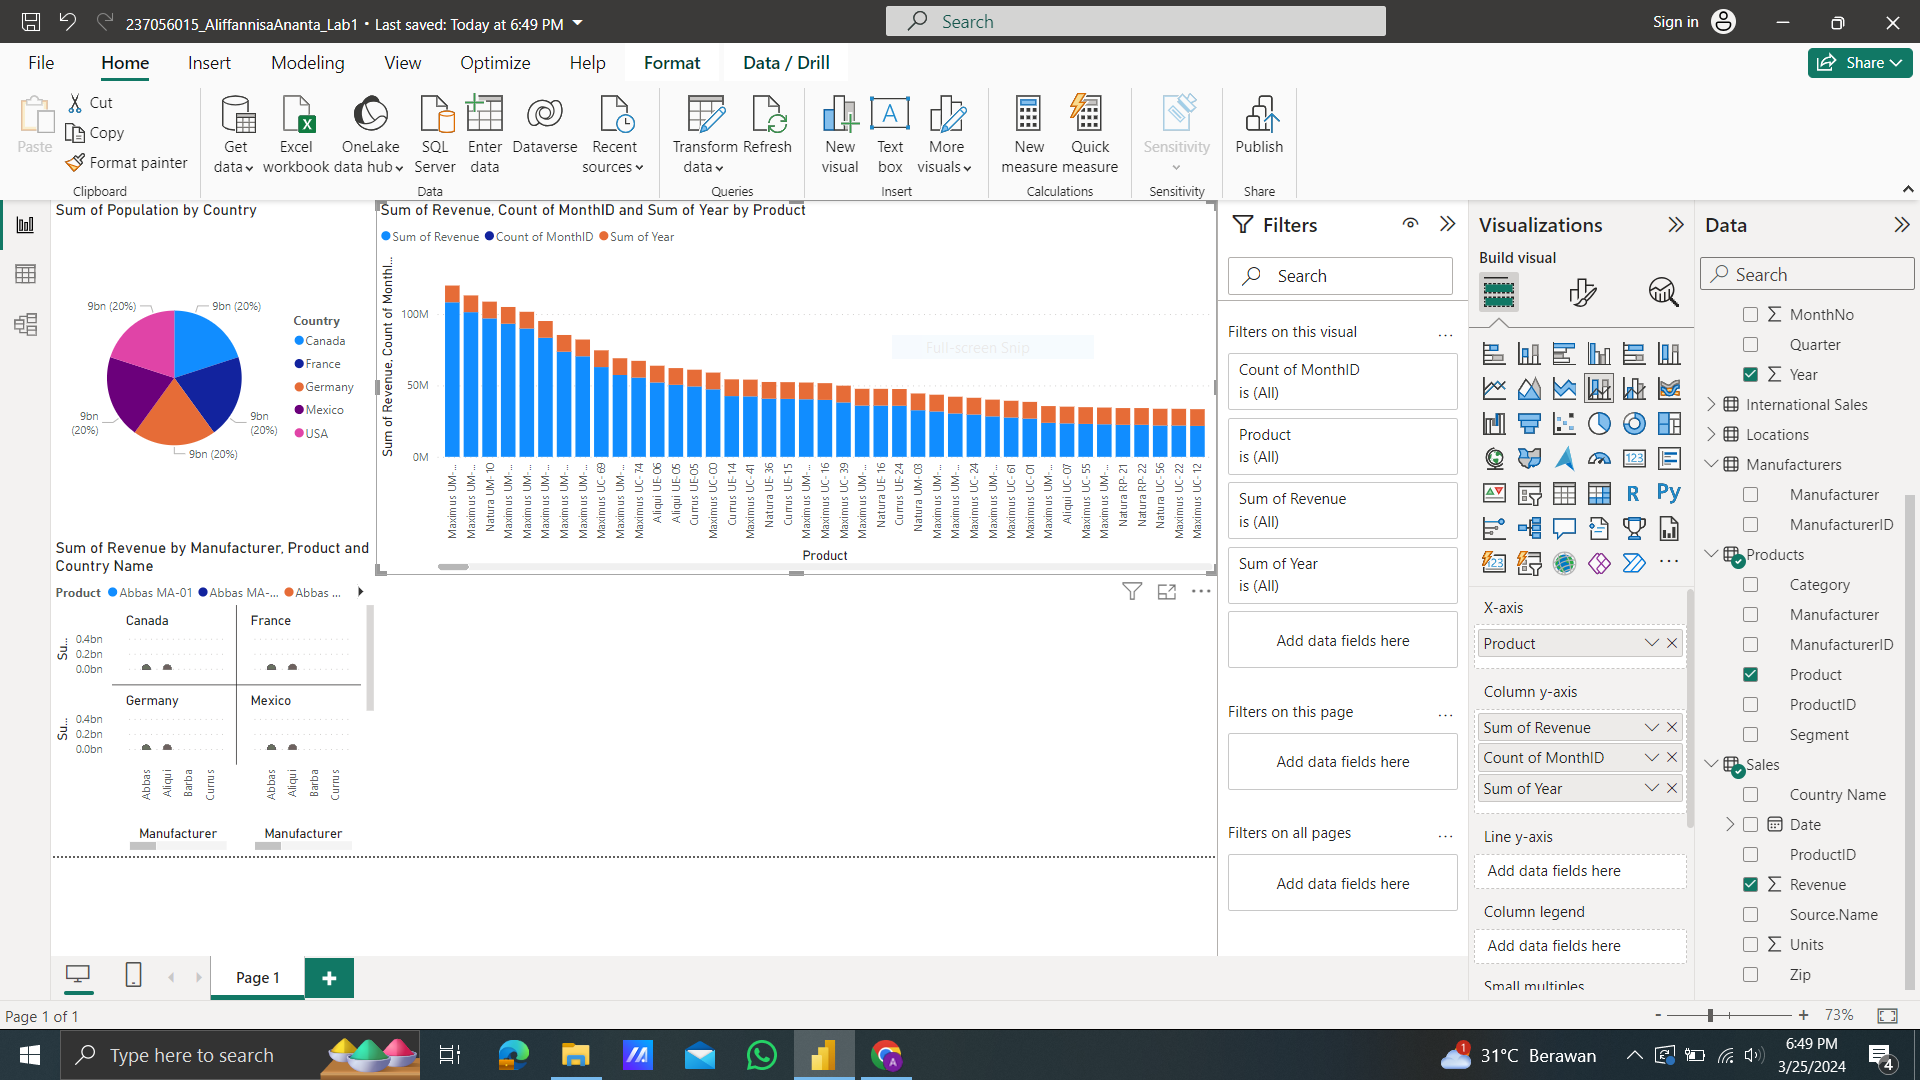 237056015_AliffannisaAnanta_Lab1 • Last saved: Today at 6:49 PM
Search
Sign in
File Home Insert Modeling View Optimize Help Format Data / Drill
Share
Paste
Cut
Copy
Format painter
Clipboard
Get data
Excel workbook
OneLake data hub
SQL Server
Enter data
Dataverse
Recent sources
Data
Transform data
Refresh
Queries
New visual
Text box
More visuals
Insert
New measure
Quick measure
Calculations
Sensitivity
Sensitivity
Publish
Share
Sum of Population by Country
9bn (20%)
9bn (20%)
9bn (20%)
9bn (20%)
9bn (20%)
Country
Canada
France
Germany
Mexico
USA
Sum of Revenue, Count of MonthID and Sum of Year by Product
Sum of Revenue Count of MonthID Sum of Year
Sum of Revenue, Count of MonthI...
100M
50M
0M
Full-screen Snip
Maximus UM-...
Maximus UM-...
Natura UM-10
Maximus UM-...
Maximus UM-...
Maximus UM-...
Maximus UM-...
Maximus UM-...
Maximus UC-69
Maximus UM-...
Maximus UC-74
Aliqui UE-06
Aliqui UE-05
Currus UE-05
Maximus UC-00
Currus UE-14
Maximus UC-41
Natura UE-36
Currus UE-15
Maximus UM-...
Maximus UC-16
Maximus UC-39
Maximus UM-...
Natura UE-16
Currus UE-24
Natura UM-03
Maximus UM-...
Maximus UM-...
Maximus UC-24
Maximus UM-...
Maximus UC-61
Maximus UC-01
Maximus UM-...
Aliqui UC-07
Maximus UC-55
Maximus UM-...
Natura RP-21
Natura RP-22
Natura UC-56
Maximus UC-22
Maximus UC-12
Product
Sum of Revenue by Manufacturer, Product and
Country Name
Product Abbas MA-01 Abbas MA-... Abbas ...
Canada France
Su...
0.4bn
0.2bn
0.0bn
Germany Mexico
Su...
0.4bn
0.2bn
0.0bn
Abbas Aliqui Barba Currus
Abbas Aliqui Barba Currus
Manufacturer Manufacturer
Filters
Search
Filters on this visual ...
Count of MonthID
is (All)
Product
is (All)
Sum of Revenue
is (All)
Sum of Year
is (All)
Add data fields here
Filters on this page ...
Add data fields here
Filters on all pages ...
Add data fields here
Visualizations
Build visual
123
R
Py
123
...
X-axis
Product
Column y-axis
Sum of Revenue
Count of MonthID
Sum of Year
Line y-axis
Add data fields here
Column legend
Add data fields here
Small multiples
Data
Search
MonthNo
Quarter
Year
International Sales
Locations
Manufacturers
Manufacturer
ManufacturerID
Products
Category
Manufacturer
ManufacturerID
Product
ProductID
Segment
Sales
Country Name
Date
ProductID
Revenue
Source.Name
Units
Zip
Page 1
Page 1 of 1
- + 73%
Type here to search
1
31°C Berawan
6:49 PM
3/25/2024
4